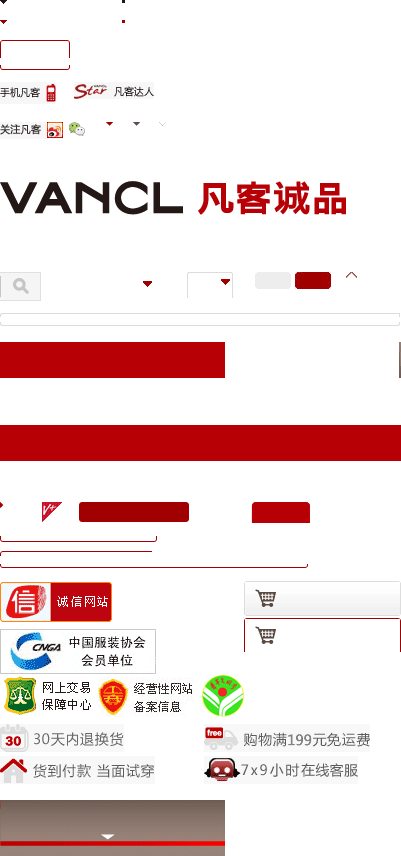 手机凡客 Star VANCL 凡客达人
关注凡客
VANCL 凡客诚品
V+
信 诚信网站
CNGA 中国服装协会
会员单位
网上交易
保障中心
经营性网站
备案信息
30 30天内退换货
free 购物满199元免运费
货到付款 当面试穿
7x9小时在线客服